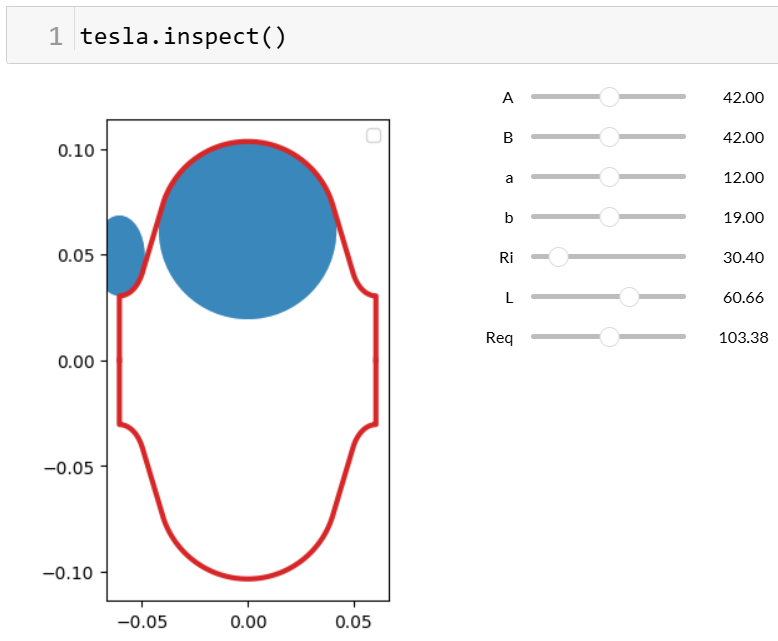 1 tesla.inspect()
A 42.00
B 42.00
a 12.00
b 19.00
Ri 30.40
L 60.66
Req 103.38
0.10
0.05
0.00
−0.05
−0.10
−0.05 0.00 0.05